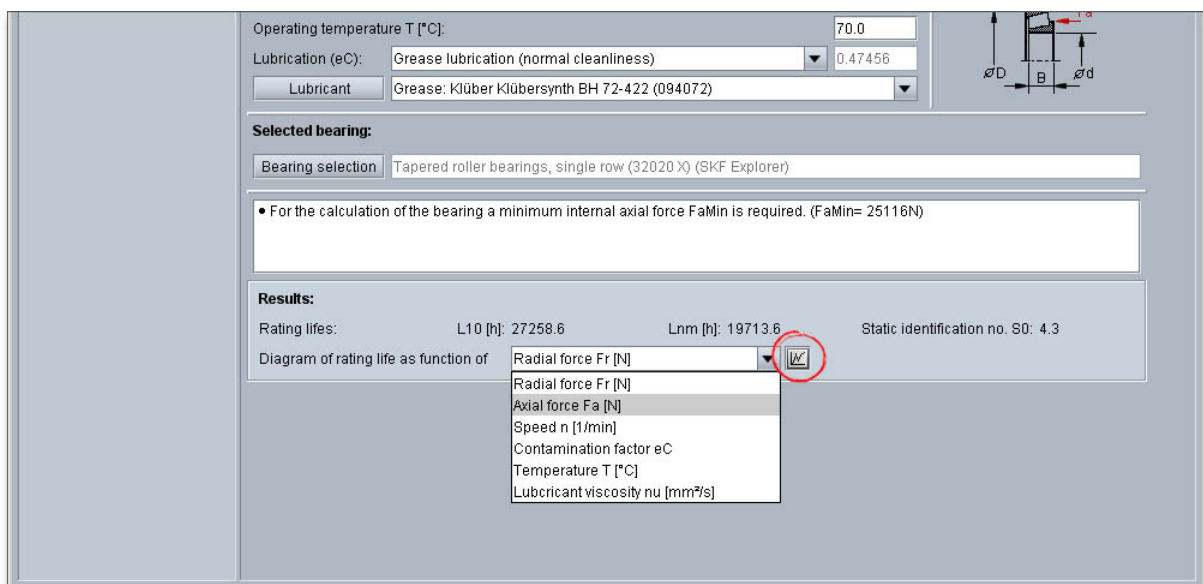 Operating temperature T [°C]: 70.0
Lubrication (eC): Grease lubrication (normal cleanliness) 0.47456
Lubricant Grease: Klüber Klübersynth BH 72-422 (094072)
ØD B Ød
Selected bearing:
Bearing selection Tapered roller bearings, single row (32020 X) (SKF Explorer)
• For the calculation of the bearing a minimum internal axial force FaMin is required. (FaMin= 25116N)
Results:
Rating lifes: L10 [h]: 27258.6 Lnm [h]: 19713.6 Static identification no. S0: 4.3
Diagram of rating life as function of Radial force Fr [N]
Radial force Fr [N]
Axial force Fa [N]
Speed n [1/min]
Contamination factor eC
Temperature T [°C]
Lubcricant viscosity nu [mm²/s]